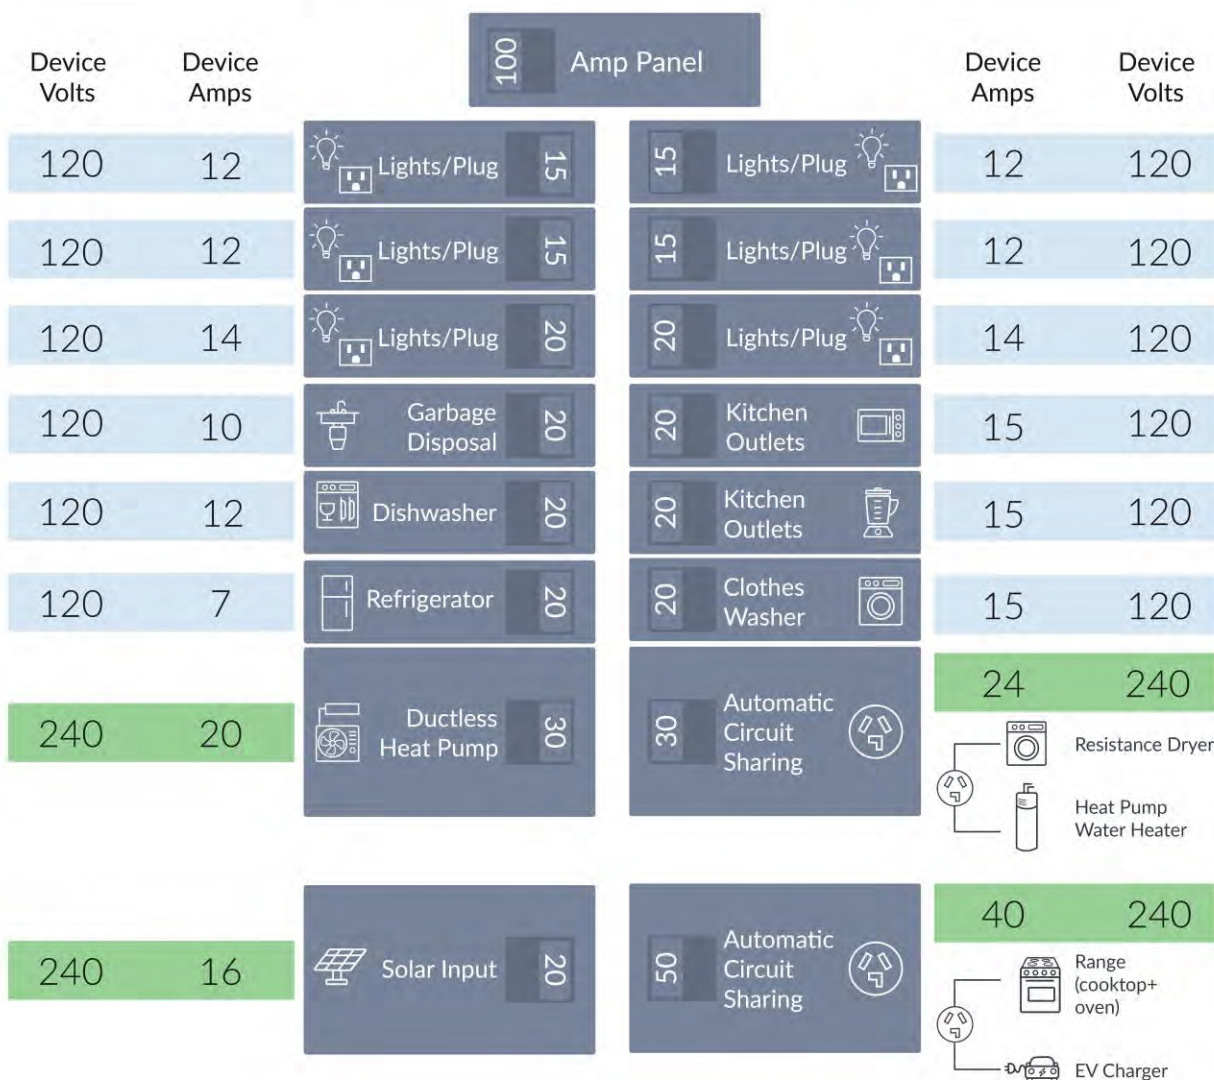 100 Amp Panel
Device Volts
Device Amps
Device Amps
Device Volts
120 12 Lights/Plug 15
15 Lights/Plug 12 120
120 12 Lights/Plug 15
15 Lights/Plug 12 120
120 14 Lights/Plug 20
20 Lights/Plug 14 120
120 10 Garbage Disposal 20
20 Kitchen Outlets 15 120
120 12 Dishwasher 20
20 Kitchen Outlets 15 120
120 7 Refrigerator 20
20 Clothes Washer 15 120
240 20 Ductless Heat Pump 30
30 Automatic Circuit Sharing 24 240
Resistance Dryer
Heat Pump
Water Heater
240 16 Solar Input 20
50 Automatic Circuit Sharing 40 240
Range
(cooktop+
oven)
EV Charger